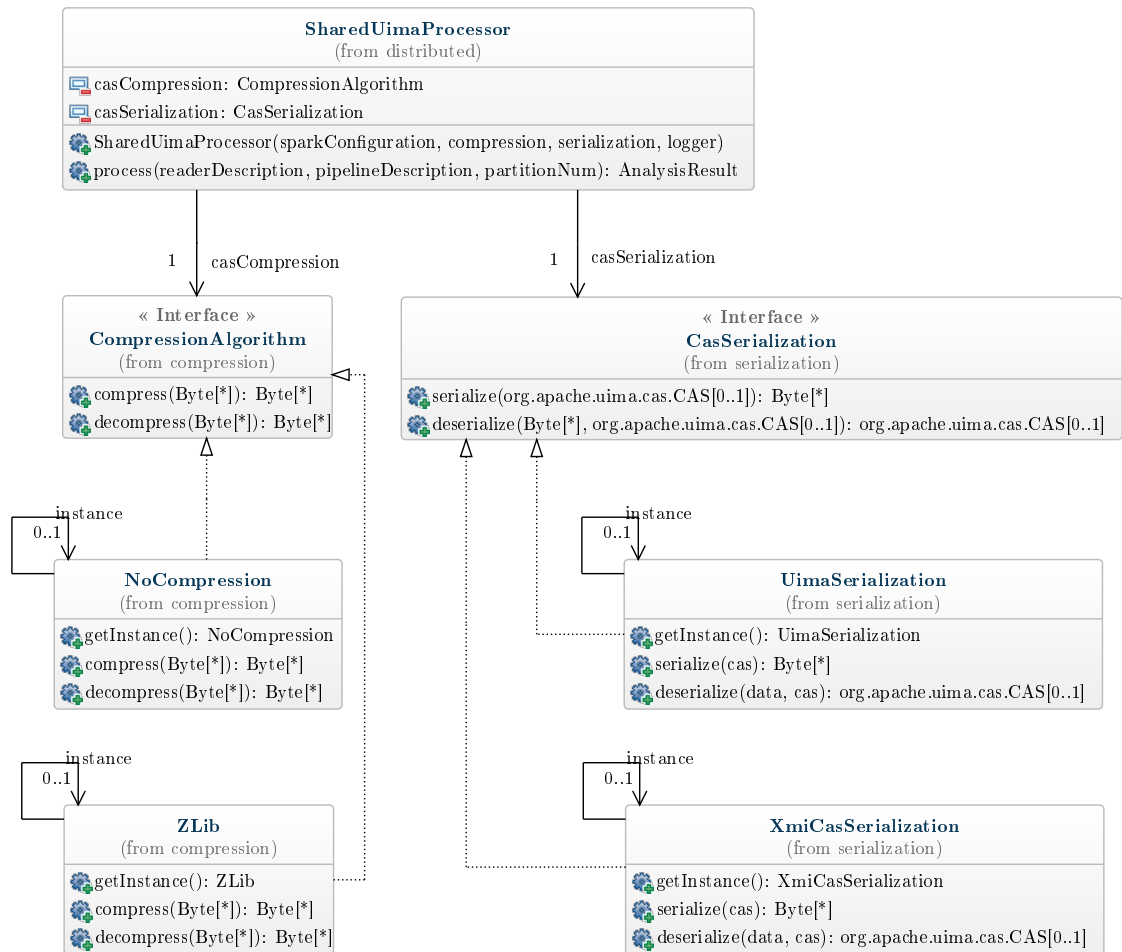 SharedUimaProcessor
(from distributed)
casCompression: CompressionAlgorithm
casSerialization: CasSerialization
SharedUimaProcessor(sparkConfiguration, compression, serialization, logger)
process(readerDescription, pipelineDescription, partitionNum): AnalysisResult
1 casCompression
1 casSerialization
« Interface »
CompressionAlgorithm
(from compression)
compress(Byte[*]): Byte[*]
decompress(Byte[*]): Byte[*]
« Interface »
CasSerialization
(from serialization)
serialize(org.apache.uima.cas.CAS[0..1]): Byte[*]
deserialize(Byte[*], org.apache.uima.cas.CAS[0..1]): org.apache.uima.cas.CAS[0..1]
instance
0..1
NoCompression
(from compression)
getInstance(): NoCompression
compress(Byte[*]): Byte[*]
decompress(Byte[*]): Byte[*]
instance
0..1
UimaSerialization
(from serialization)
getInstance(): UimaSerialization
serialize(cas): Byte[*]
deserialize(data, cas): org.apache.uima.cas.CAS[0..1]
instance
0..1
ZLib
(from compression)
getInstance(): ZLib
compress(Byte[*]): Byte[*]
decompress(Byte[*]): Byte[*]
instance
0..1
XmiCasSerialization
(from serialization)
getInstance(): XmiCasSerialization
serialize(cas): Byte[*]
deserialize(data, cas): org.apache.uima.cas.CAS[0..1]